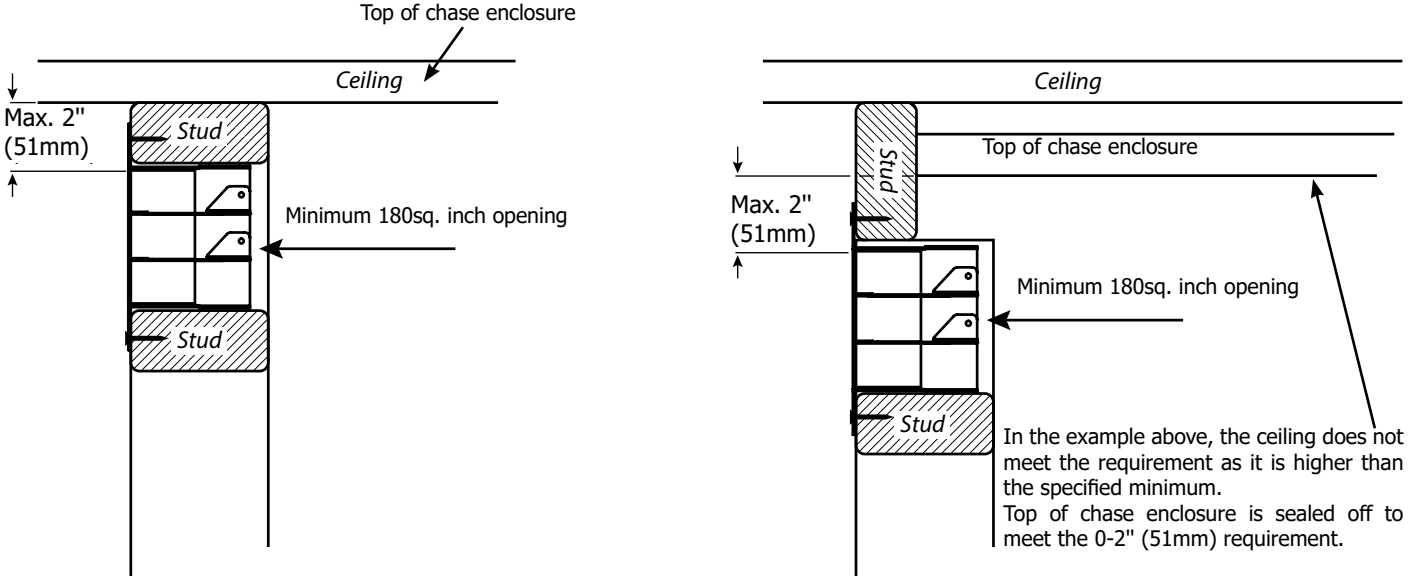 Top of chase enclosure
Ceiling
Max. 2"
(51mm)
Stud
Minimum 180sq. inch opening
Stud
Ceiling
Top of chase enclosure
Stud
Max. 2"
(51mm)
Minimum 180sq. inch opening
Stud
In the example above, the ceiling does not
meet the requirement as it is higher than
the specified minimum.
Top of chase enclosure is sealed off to
meet the 0-2" (51mm) requirement.